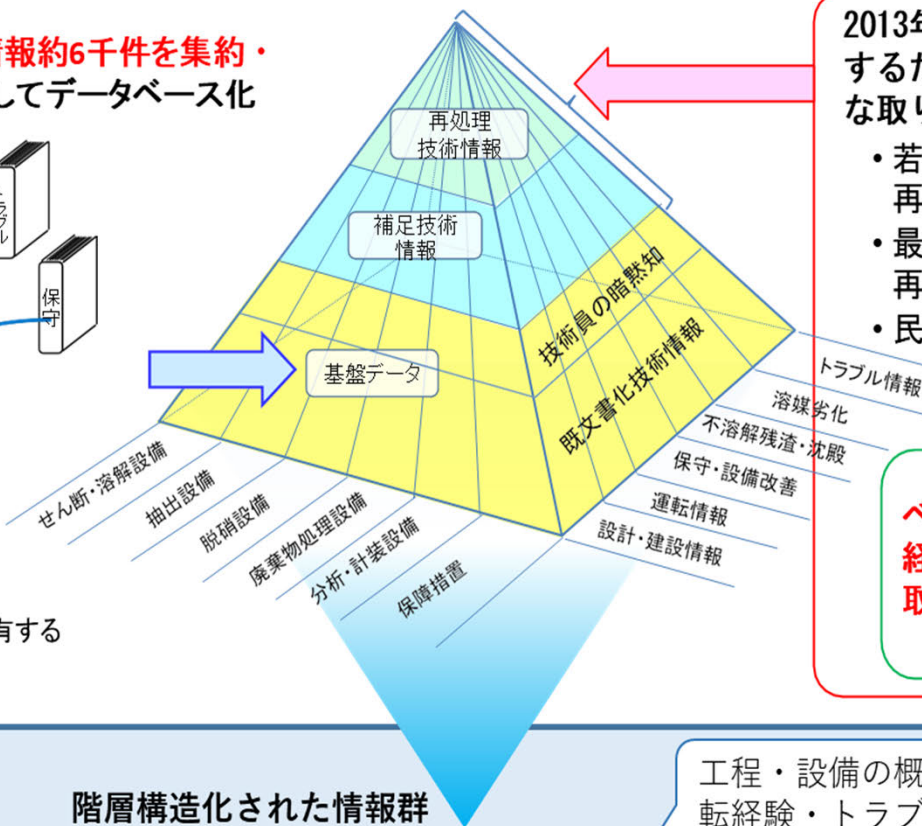 情報約6千件を集約・
してデータベース化
トラブル
保守
再処理
技術情報
補足技術
情報
基盤データ
技術員の暗黙知
既文書化技術情報
せん断・溶解設備
抽出設備
脱硝設備
廃棄物処理設備
分析・計装設備
保障措置
トラブル情報
溶媒劣化
不溶解残渣・沈殿
保守・設備改善
運転情報
設計・建設情報
2013年
するた
な取り
・若
再
・最
再
・民
経
取
有する
階層構造化された情報群
工程・設備の概
転経験・トラブ